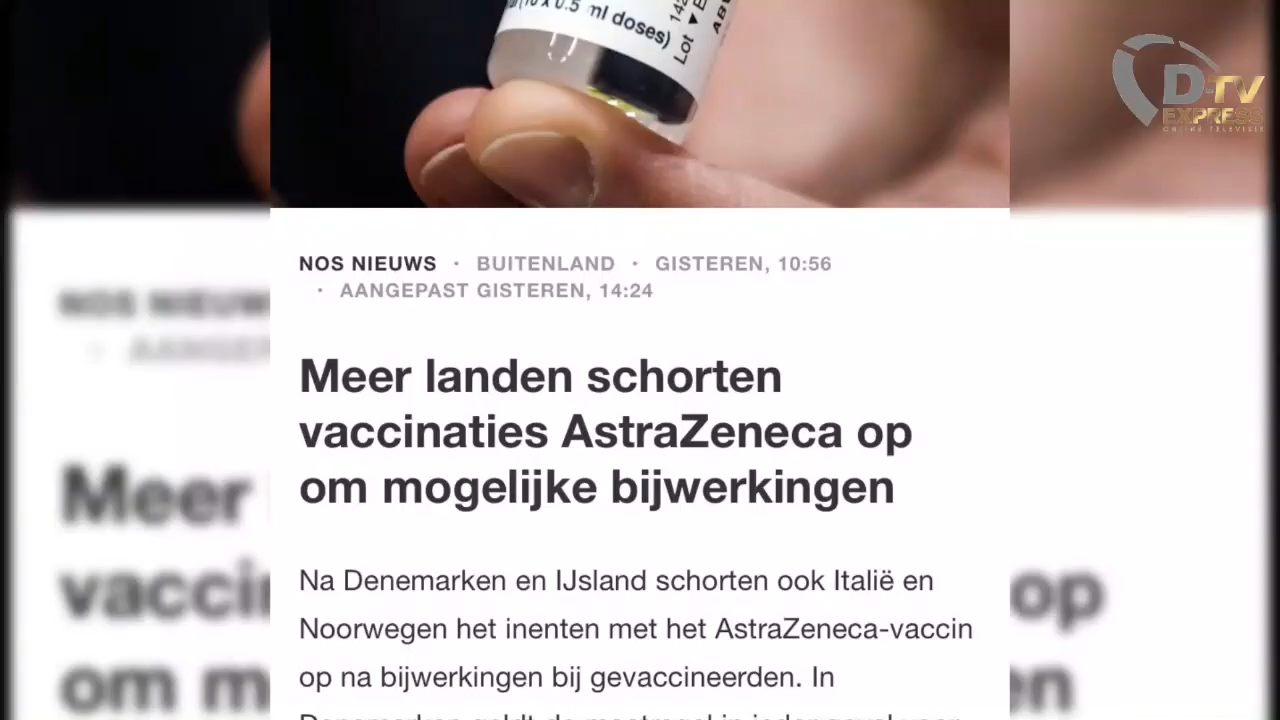 (10 x 0.5 ml doses)
Lot
D-TV
EXPRESS
ONLINE TELEVISIE
NOS NIEUWS · BUITENLAND · GISTEREN, 10:56
· AANGEPAST GISTEREN, 14:24
Meer landen schorten
vaccinaties AstraZeneca op
om mogelijke bijwerkingen
Na Denemarken en IJsland schorten ook Italië en
Noorwegen het inenten met het AstraZeneca-vaccin
op na bijwerkingen bij gevaccineerden. In